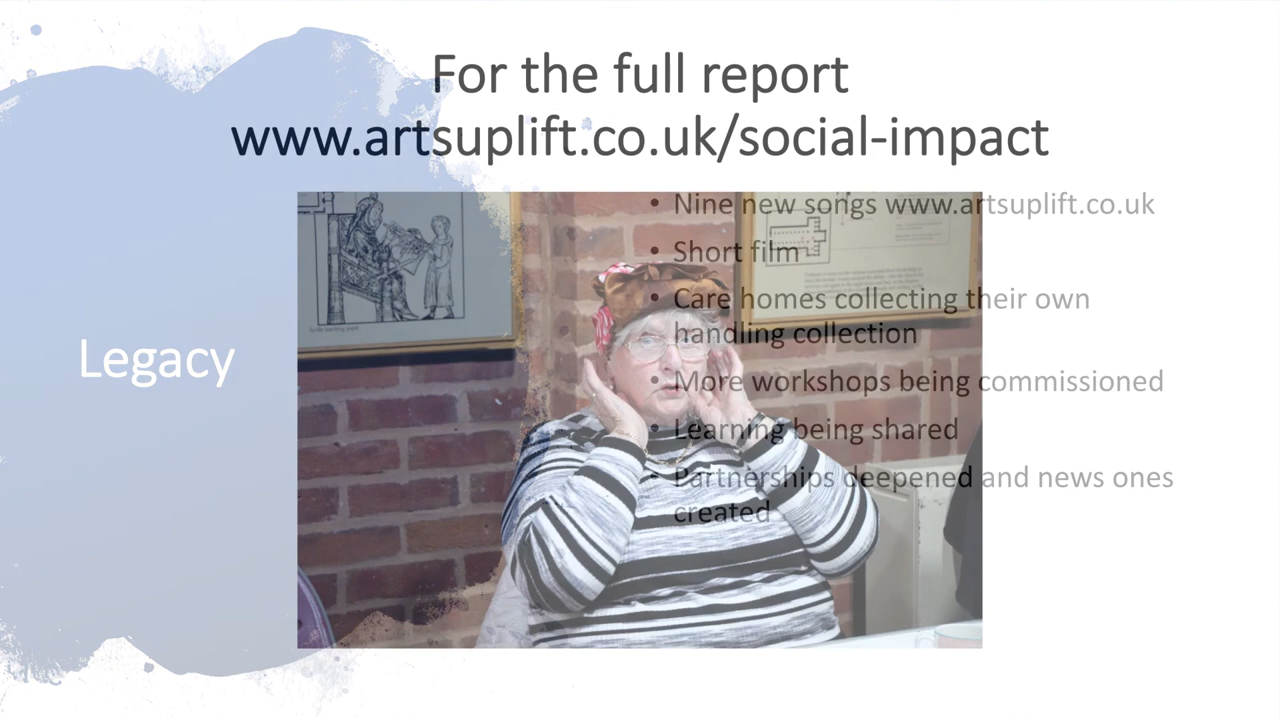 For the full report
www.artsuplift.co.uk/social-impact
Legacy
• Nine new songs www.artsuplift.co.uk
• Short film
• Care homes collecting their own
handling collection
• More workshops being commissioned
• Learning being shared
• Partnerships deepened and news ones
created